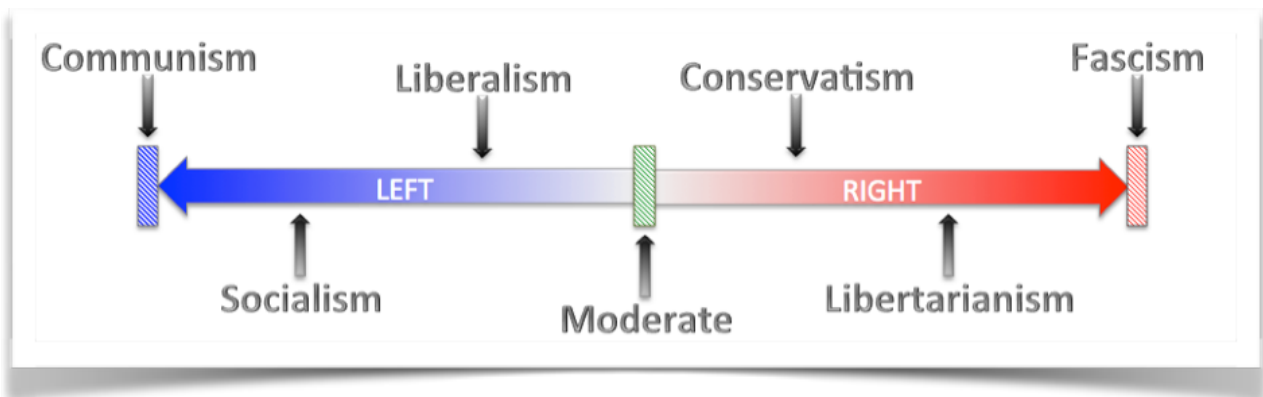 Communism
Liberalism
Conservatism
Fascism
LEFT
RIGHT
Socialism
Moderate
Libertarianism